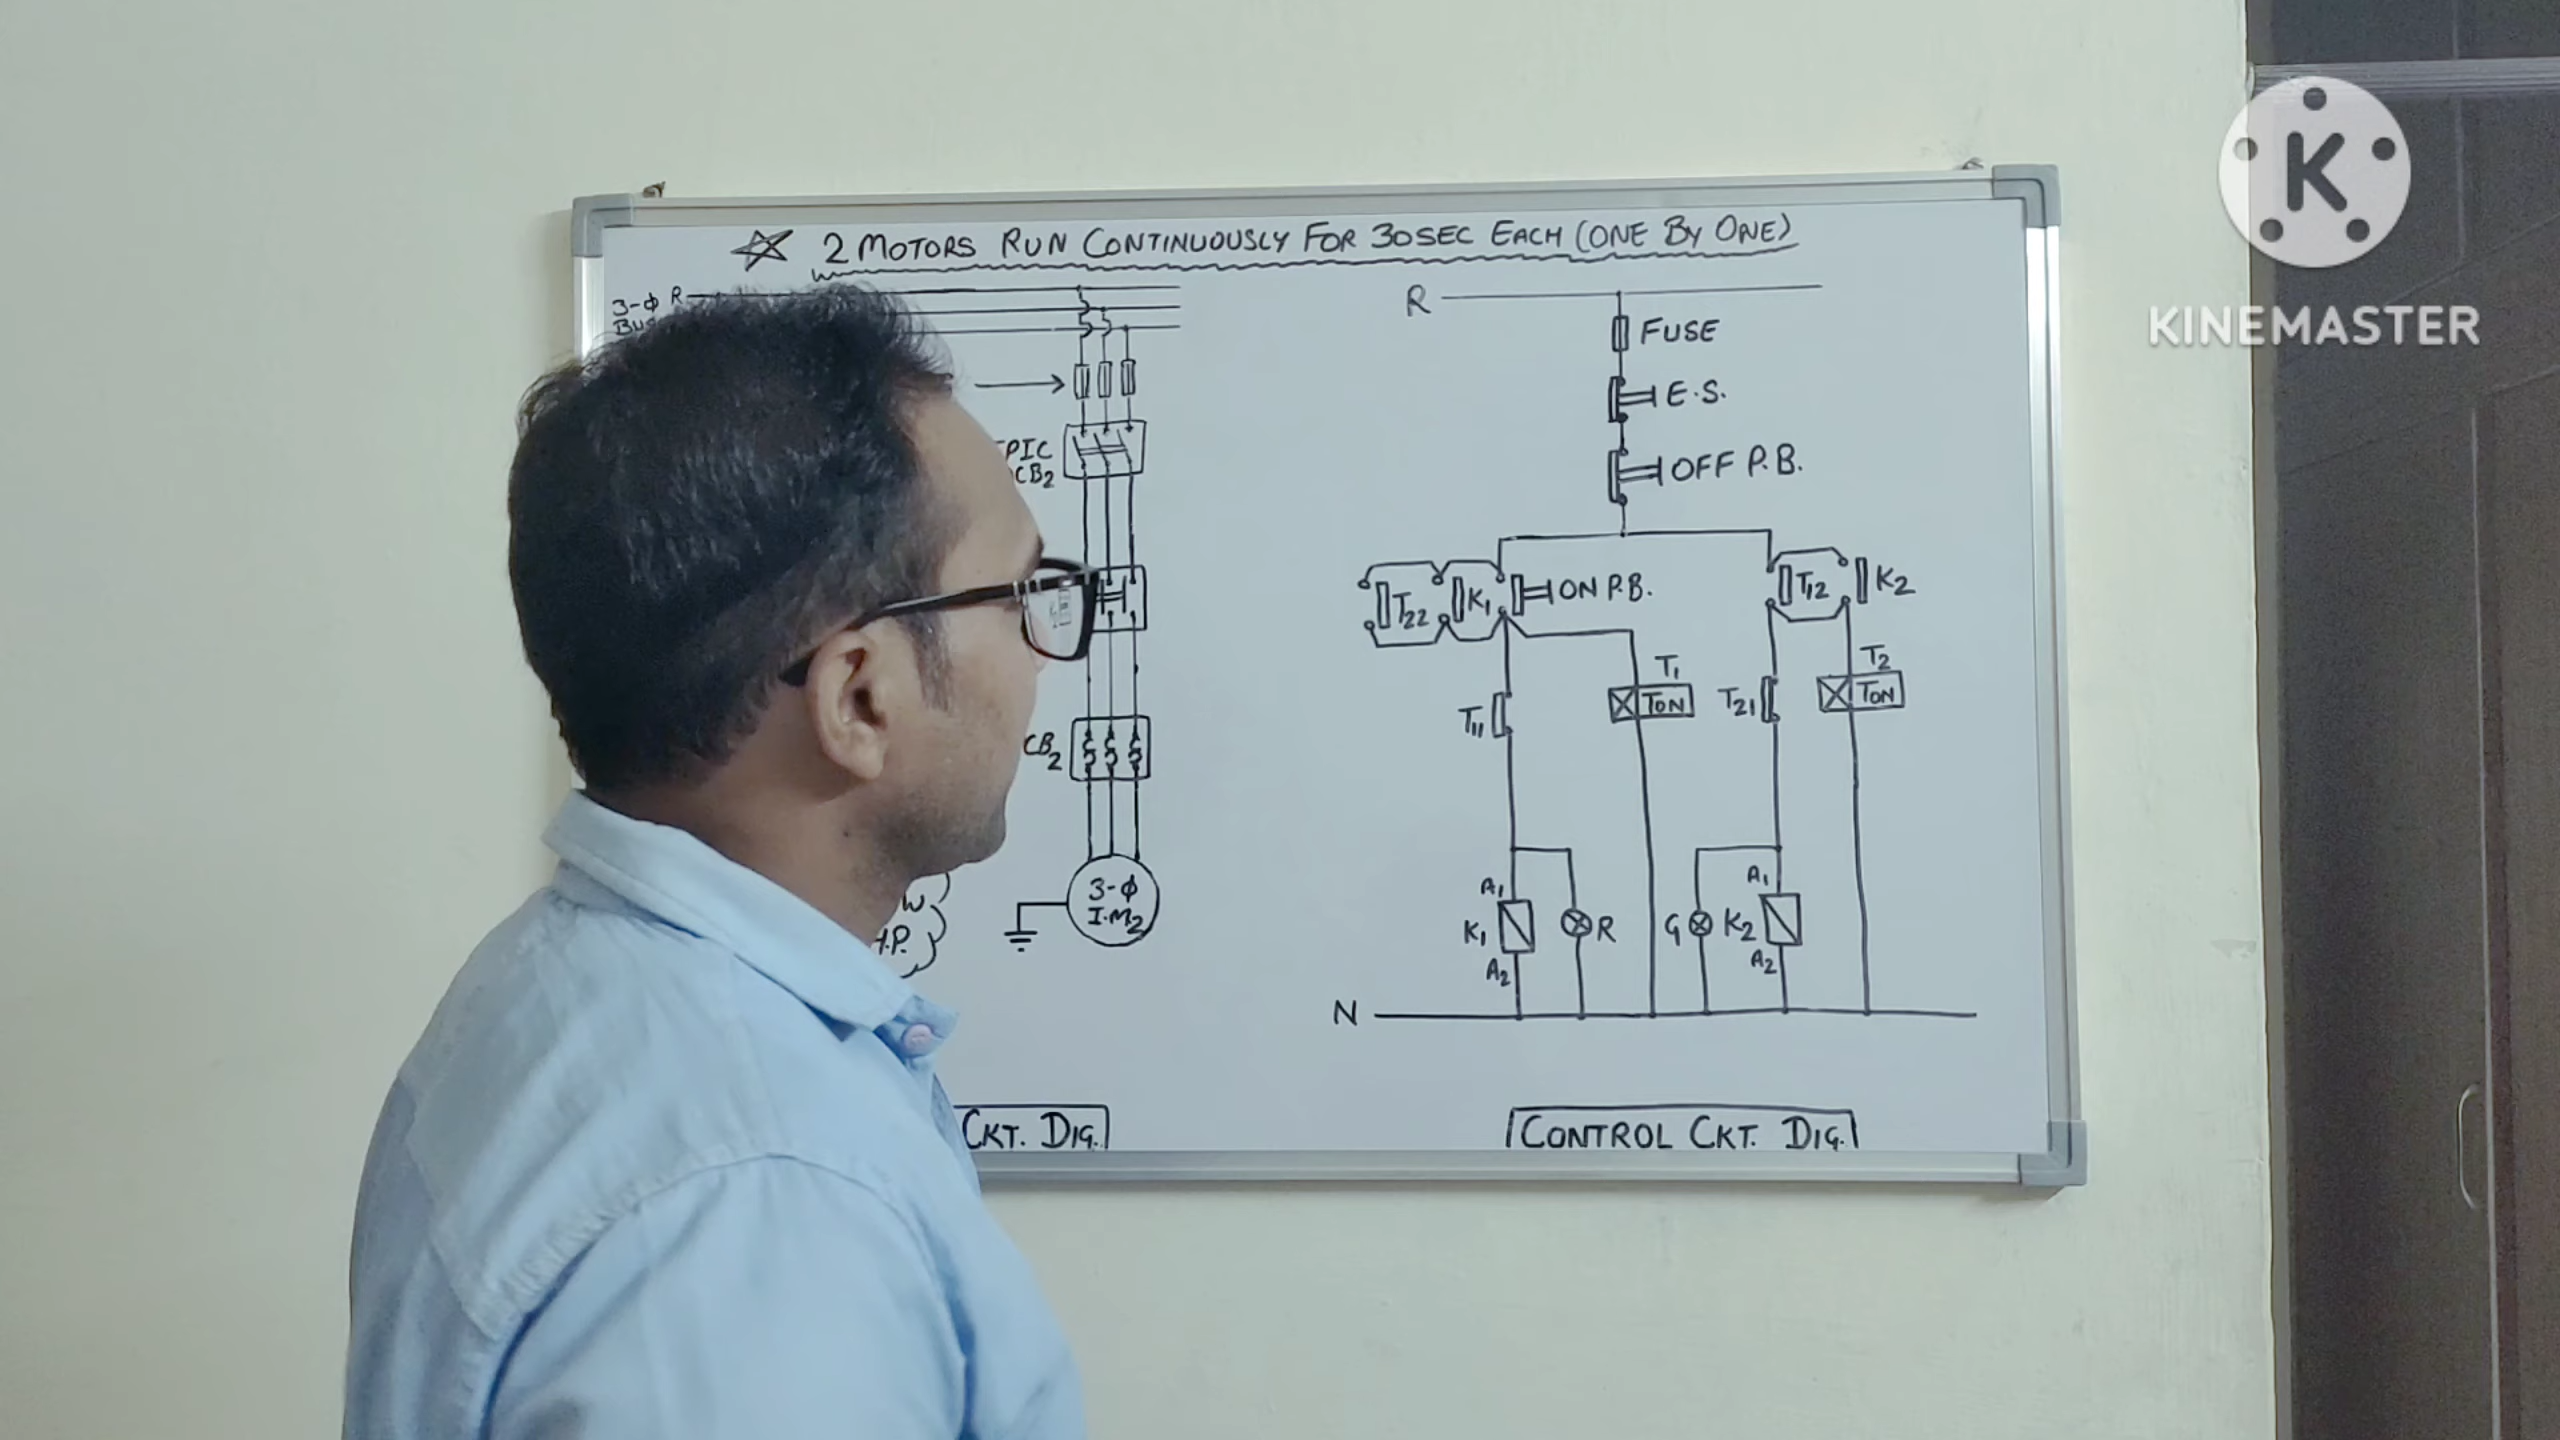 2 MOTORS RUN CONTINUOUSLY FOR 30SEC EACH (ONE BY ONE)
3-Φ R
CB2
CB2
3-Φ
I.M2
H.P.
CKT. DIG.
R
FUSE
E.S.
OFF P.B.
T22 K1 ON P.B. T12 K2
T11 T1 TON T21 T2 TON
A1 A1
K1 R G K2
A2 A2
N
CONTROL CKT. DIG.
K
KINEMASTER